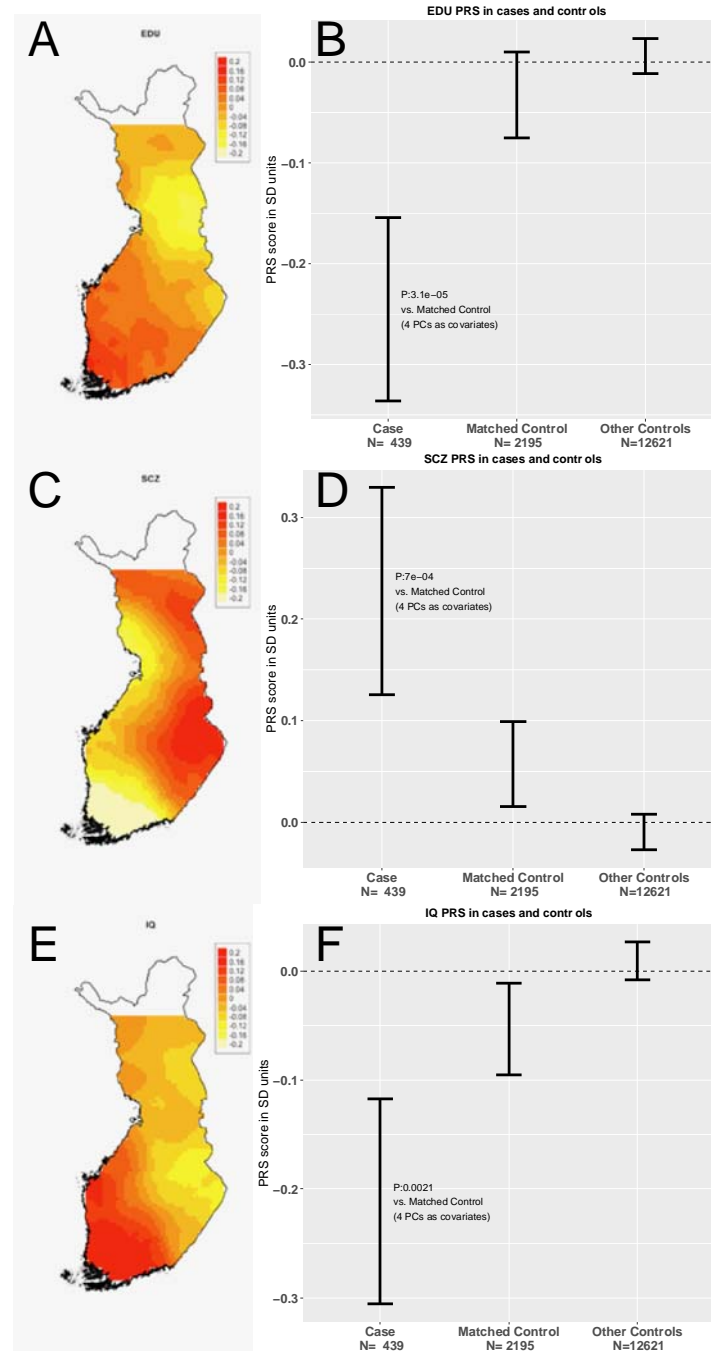 A
EDU
0.2
0.16
0.12
0.08
0.04
0
-0.04
-0.08
-0.12
-0.16
-0.2
B
EDU PRS in cases and contr ols
PRS score in SD units
0.0
−0.1
−0.2
−0.3
P:3.1e−05
vs. Matched Control
(4 PCs as covariates)
Case
N= 439
Matched Control
N= 2195
Other Controls
N=12621
C
SCZ
0.2
0.16
0.12
0.08
0.04
0
-0.04
-0.08
-0.12
-0.16
-0.2
D
SCZ PRS in cases and contr ols
PRS score in SD units
0.3
0.2
0.1
0.0
P:7e−04
vs. Matched Control
(4 PCs as covariates)
Case
N= 439
Matched Control
N= 2195
Other Controls
N=12621
E
IQ
0.2
0.16
0.12
0.08
0.04
0
-0.04
-0.08
-0.12
-0.16
-0.2
F
IQ PRS in cases and contr ols
PRS score in SD units
0.0
−0.1
−0.2
−0.3
P:0.0021
vs. Matched Control
(4 PCs as covariates)
Case
N= 439
Matched Control
N= 2195
Other Controls
N=12621